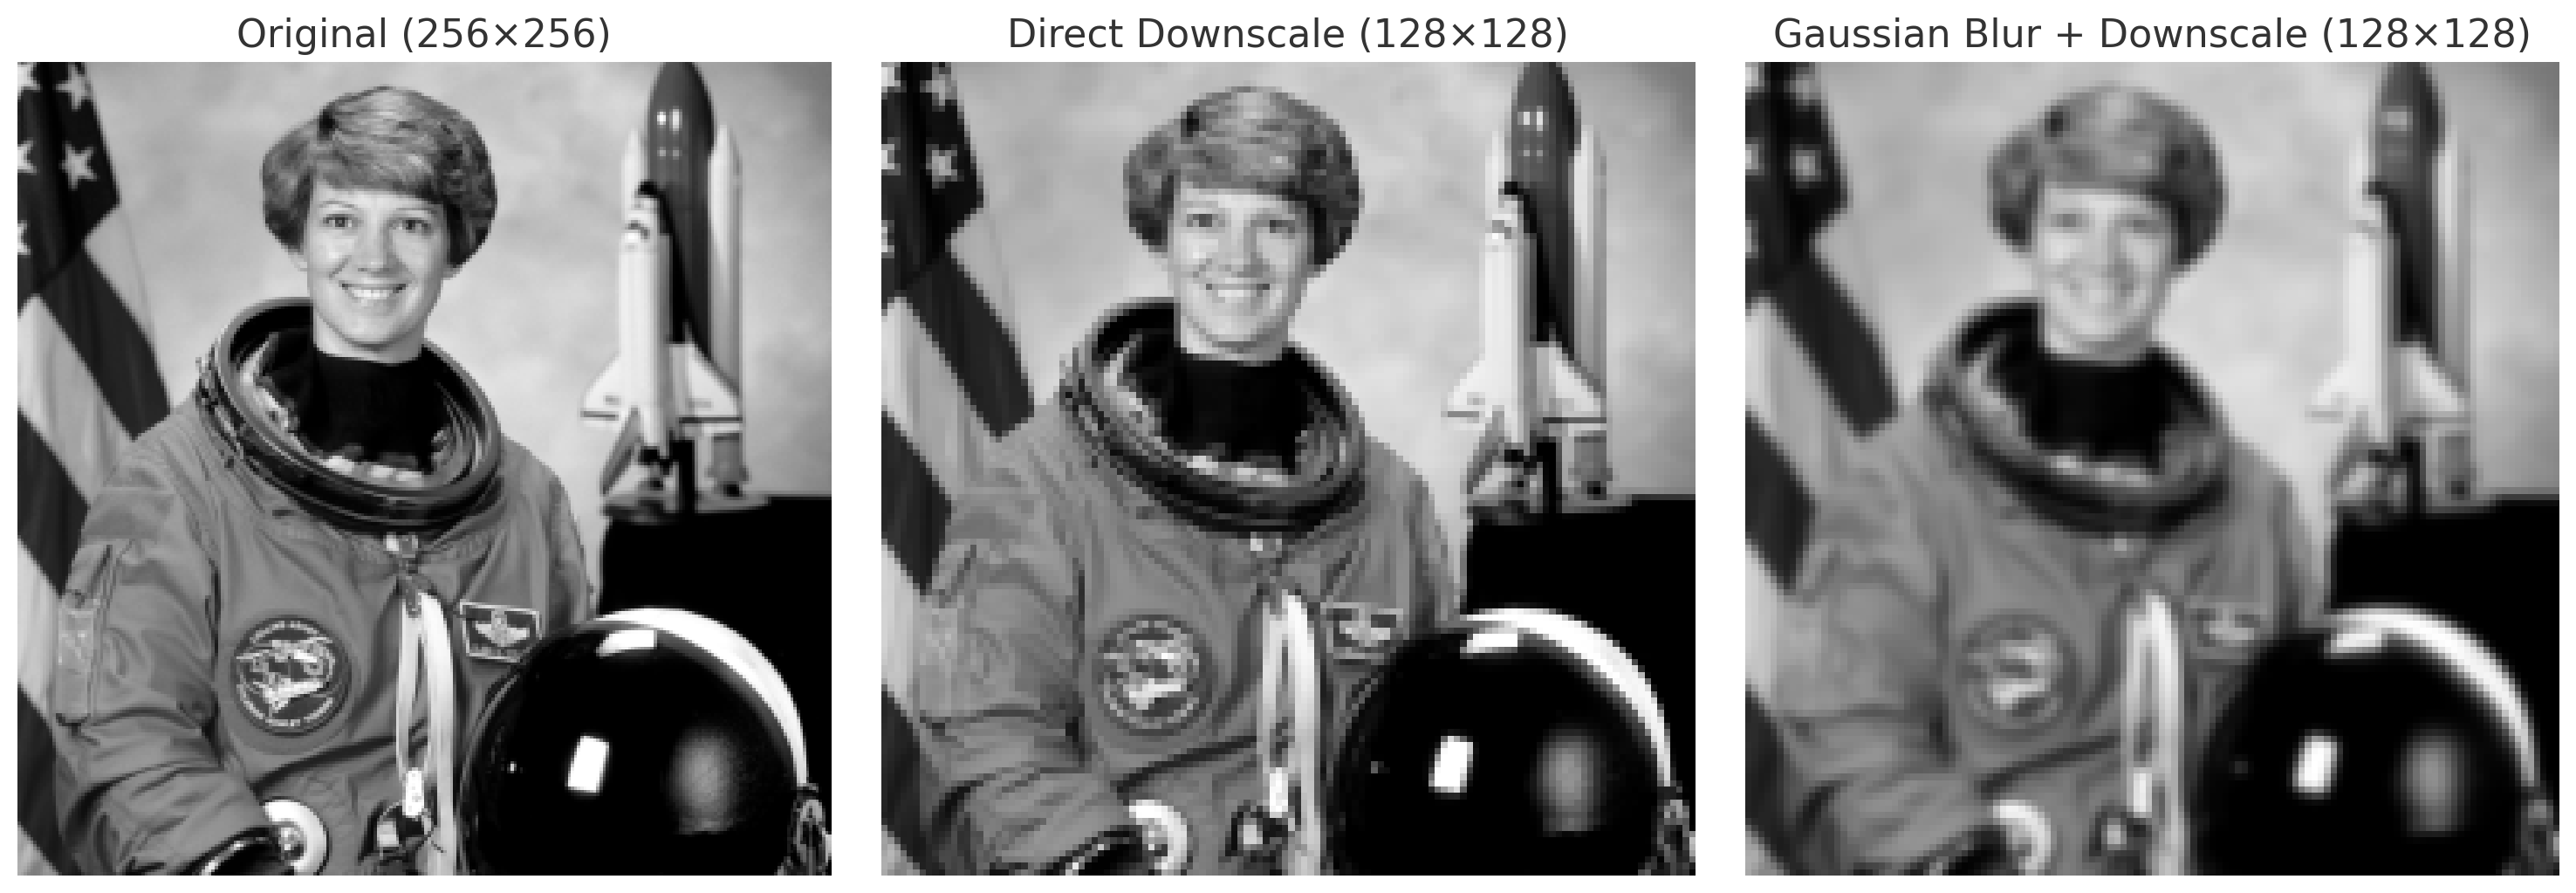 Original (256×256)
Direct Downscale (128×128)
Gaussian Blur + Downscale (128×128)